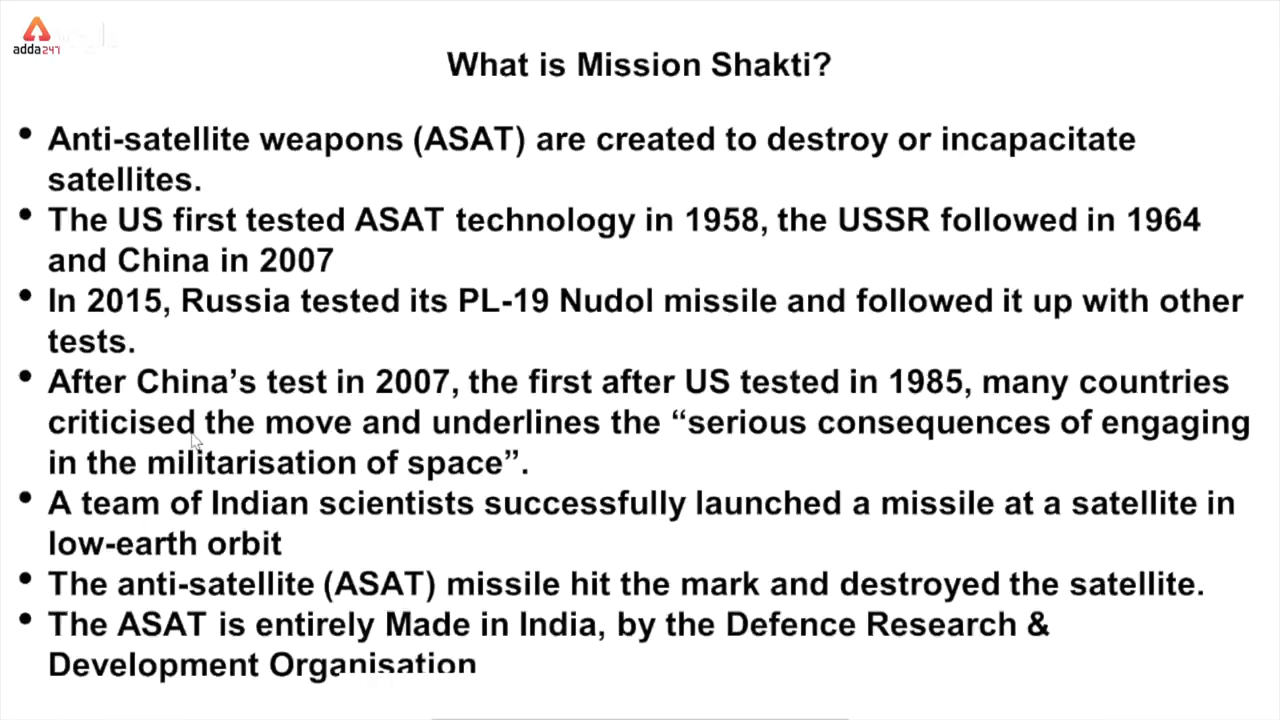 adda247
What is Mission Shakti?
• Anti-satellite weapons (ASAT) are created to destroy or incapacitate
satellites.
• The US first tested ASAT technology in 1958, the USSR followed in 1964
and China in 2007
• In 2015, Russia tested its PL-19 Nudol missile and followed it up with other
tests.
• After China’s test in 2007, the first after US tested in 1985, many countries
criticised the move and underlines the “serious consequences of engaging
in the militarisation of space”.
• A team of Indian scientists successfully launched a missile at a satellite in
low-earth orbit
• The anti-satellite (ASAT) missile hit the mark and destroyed the satellite.
• The ASAT is entirely Made in India, by the Defence Research &
Development Organisation